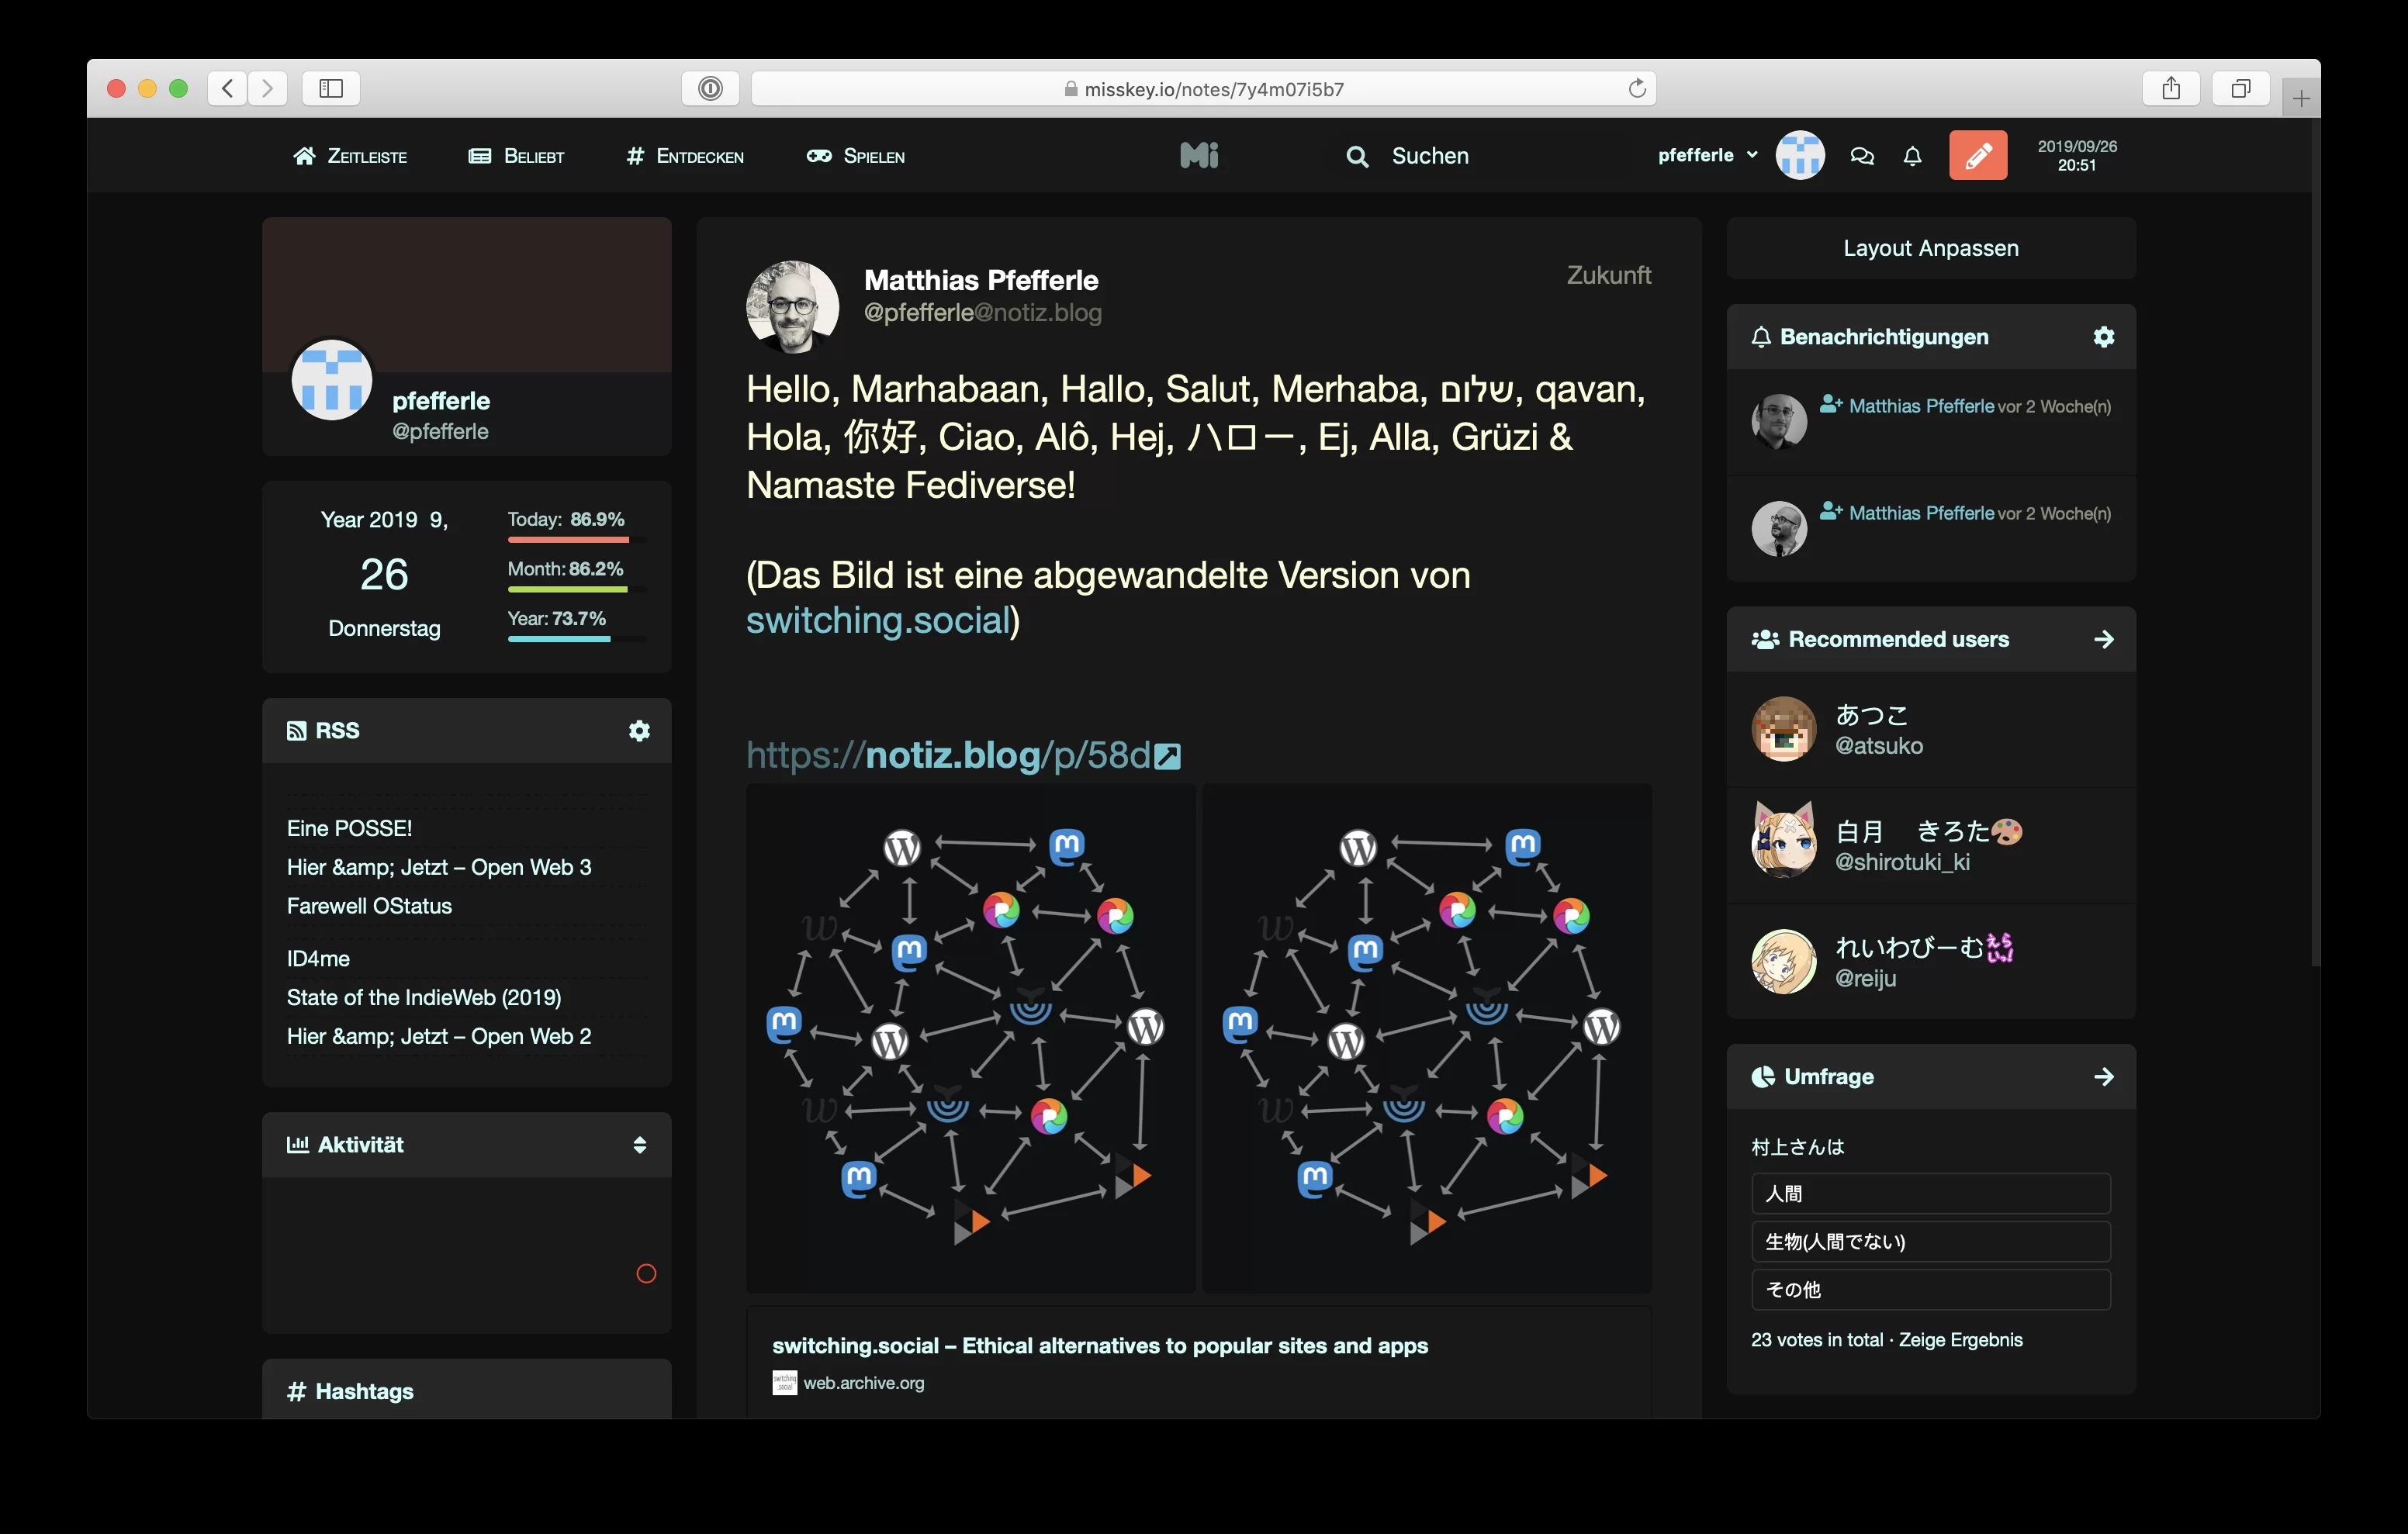 misskey.io/notes/7y4m07i5b7
Zeitleiste
Beliebt
Entdecken
Spielen
Mi
Suchen
pfefferle
2019/09/26
20:51
pfefferle
@pfefferle
Year 2019 9,
26
Donnerstag
Today: 86.9%
Month: 86.2%
Year: 73.7%
RSS
Eine POSSE!
Hier &amp; Jetzt – Open Web 3
Farewell OStatus
ID4me
State of the IndieWeb (2019)
Hier &amp; Jetzt – Open Web 2
Aktivität
# Hashtags
Matthias Pfefferle
@pfefferle@notiz.blog
Zukunft
Hello, Marhabaan, Hallo, Salut, Merhaba, שלום, qavan,
Hola, 你好, Ciao, Alô, Hej, ハロー, Ej, Alla, Grüzi &
Namaste Fediverse!
(Das Bild ist eine abgewandelte Version von
switching.social)
https://notiz.blog/p/58d
switching.social – Ethical alternatives to popular sites and apps
web.archive.org
Layout Anpassen
Benachrichtigungen
Matthias Pfefferle vor 2 Woche(n)
Matthias Pfefferle vor 2 Woche(n)
Recommended users
あつこ
@atsuko
白月　きろた🎨
@shirotuki_ki
れいわびーむえらいっ!
@reiju
Umfrage
村上さんは
人間
生物(人間でない)
その他
23 votes in total · Zeige Ergebnis